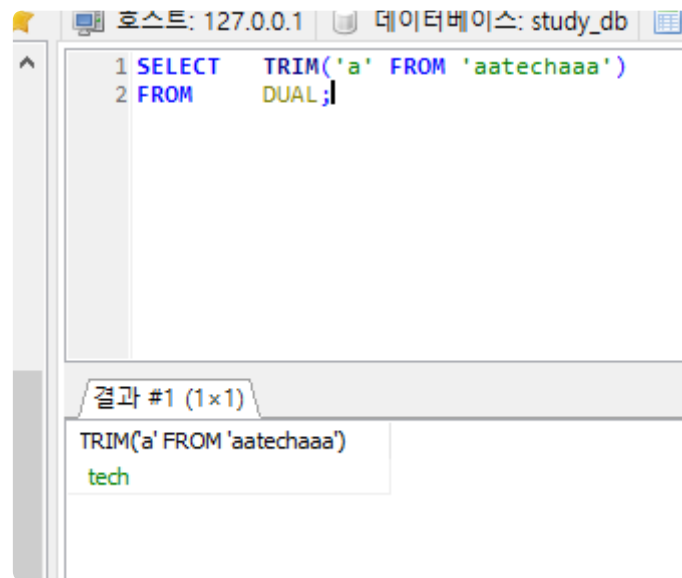 호스트: 127.0.0.1 데이터베이스: study_db
1 SELECT TRIM('a' FROM 'aatechaaa')
2 FROM DUAL;
결과 #1 (1×1)
TRIM('a' FROM 'aatechaaa')
tech